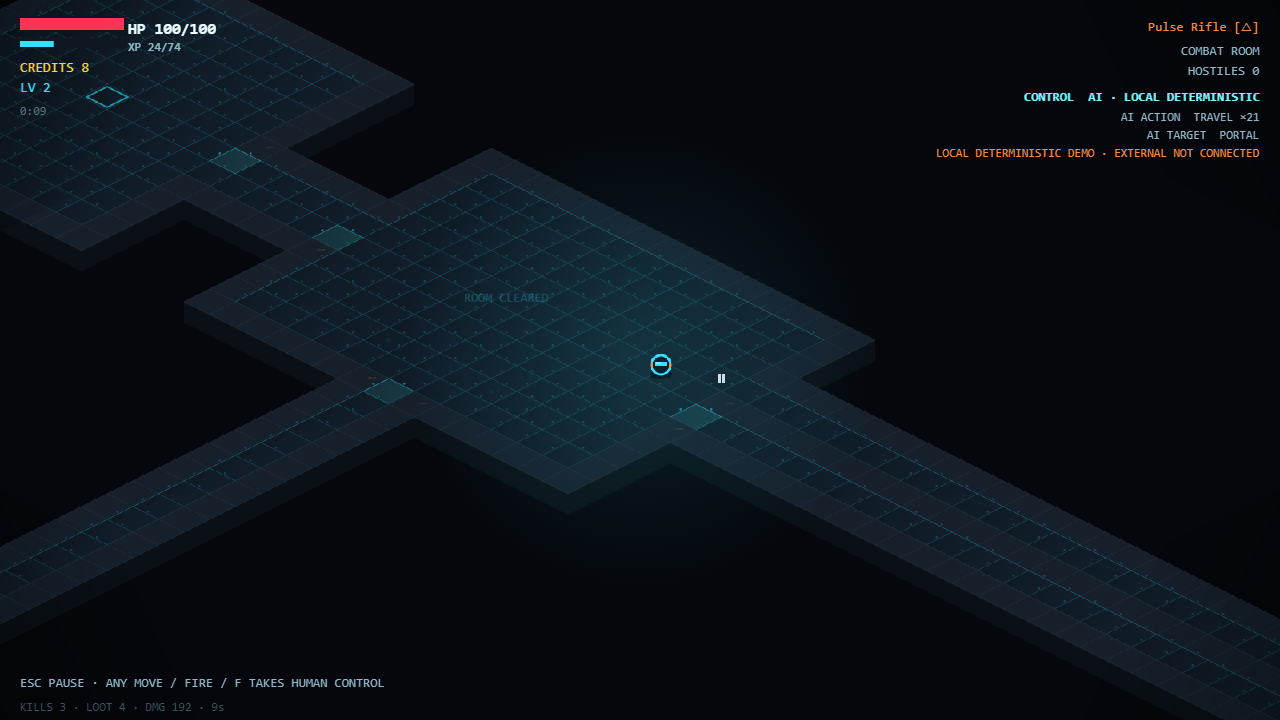 HP 100/100
XP 24/74
CREDITS 8
LV 2
0:09
Pulse Rifle [△]
COMBAT ROOM
HOSTILES 0
CONTROL AI · LOCAL DETERMINISTIC
AI ACTION TRAVEL ×21
AI TARGET PORTAL
LOCAL DETERMINISTIC DEMO · EXTERNAL NOT CONNECTED
ROOM CLEARED
ESC PAUSE · ANY MOVE / FIRE / F TAKES HUMAN CONTROL
KILLS 3 · LOOT 4 · DMG 192 · 9s